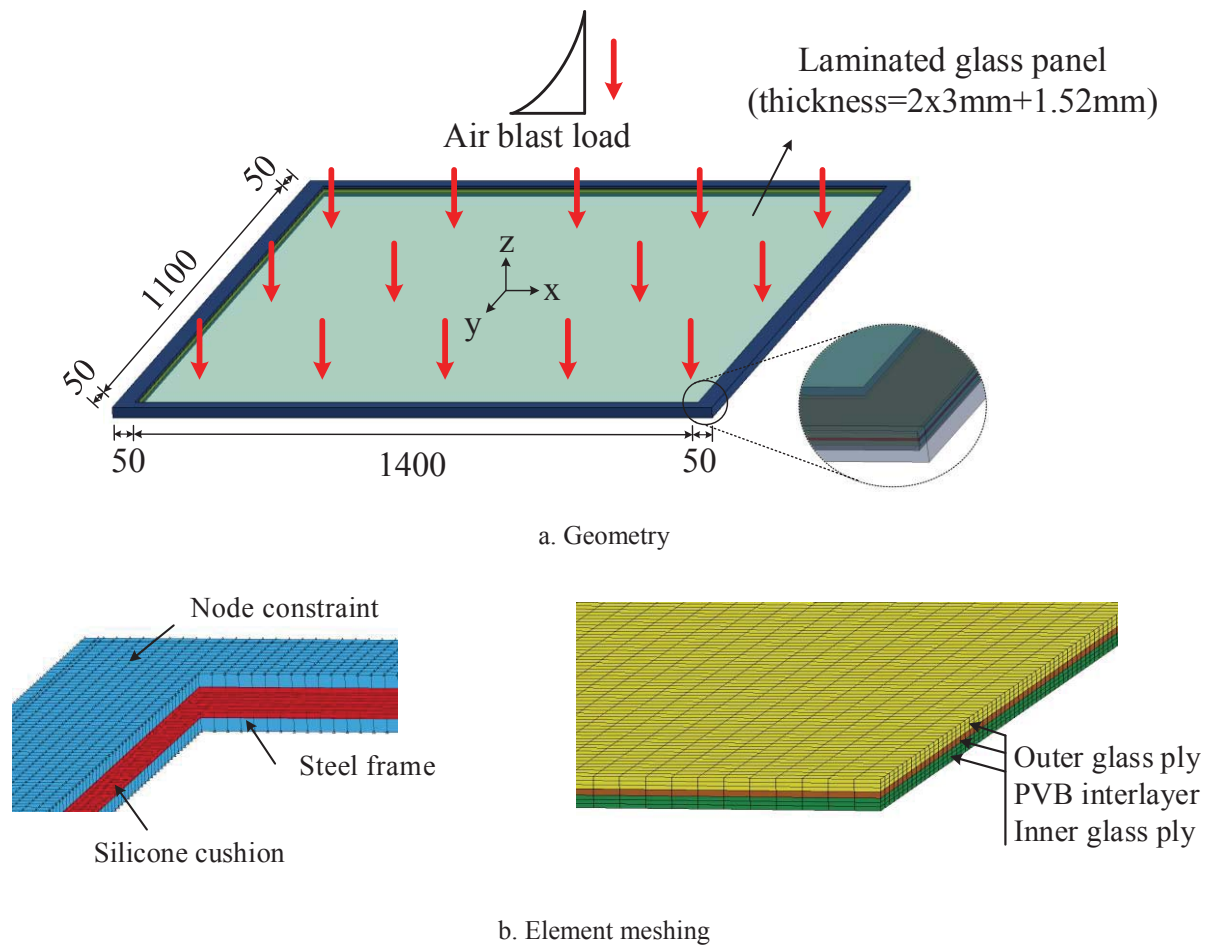 Laminated glass panel
(thickness=2x3mm+1.52mm)
Air blast load
50
1100
50
z
x
y
50
1400
50
a. Geometry
Node constraint
Steel frame
Silicone cushion
Outer glass ply
PVB interlayer
Inner glass ply
b. Element meshing